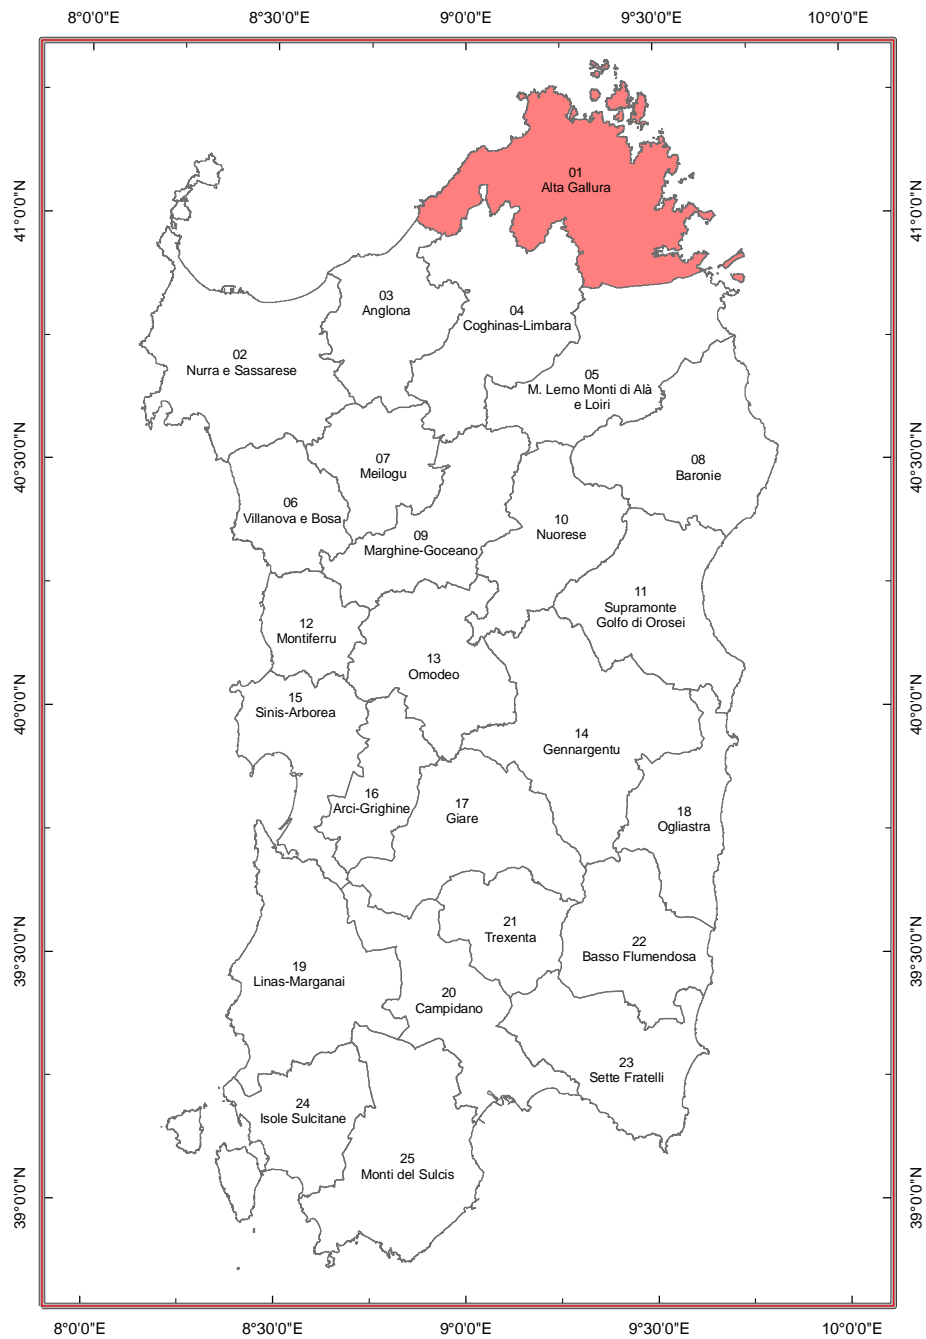 8°0'0"E 8°30'0"E 9°0'0"E 9°30'0"E 10°0'0"E
01
Alta Gallura
41°0'0"N
41°0'0"N
03
Anglona
04
Coghinas-Limbara
02
Nurra e Sassarese
05
M. Lerno Monti di Alà
e Loiri
40°30'0"N
40°30'0"N
07
Meilogu
08
Baronie
06
Villanova e Bosa
10
Nuorese
09
Marghine-Goceano
11
Supramonte
Golfo di Orosei
12
Montiferru
13
Omodeo
40°0'0"N
40°0'0"N
15
Sinis-Arborea
14
Gennargentu
16
Arci-Grighine
17
Giare
18
Ogliastra
21
Trexenta
22
Basso Flumendosa
39°30'0"N
39°30'0"N
19
Linas-Marganai
20
Campidano
23
Sette Fratelli
24
Isole Sulcitane
25
Monti del Sulcis
39°0'0"N
39°0'0"N
8°0'0"E 8°30'0"E 9°0'0"E 9°30'0"E 10°0'0"E